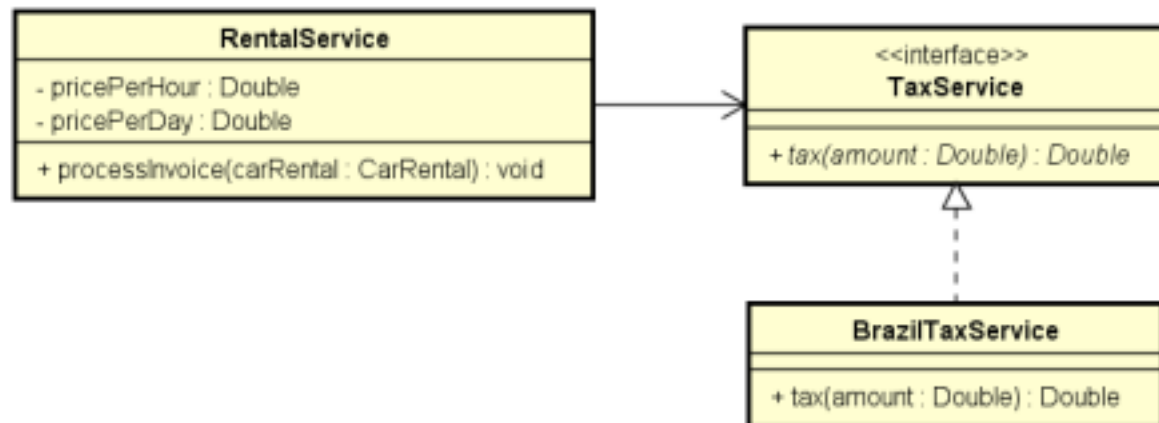 RentalService
- pricePerHour : Double
- pricePerDay : Double
+ processInvoice(carRental : CarRental) : void
<<interface>>
TaxService
+ tax(amount : Double) : Double
BrazilTaxService
+ tax(amount : Double) : Double